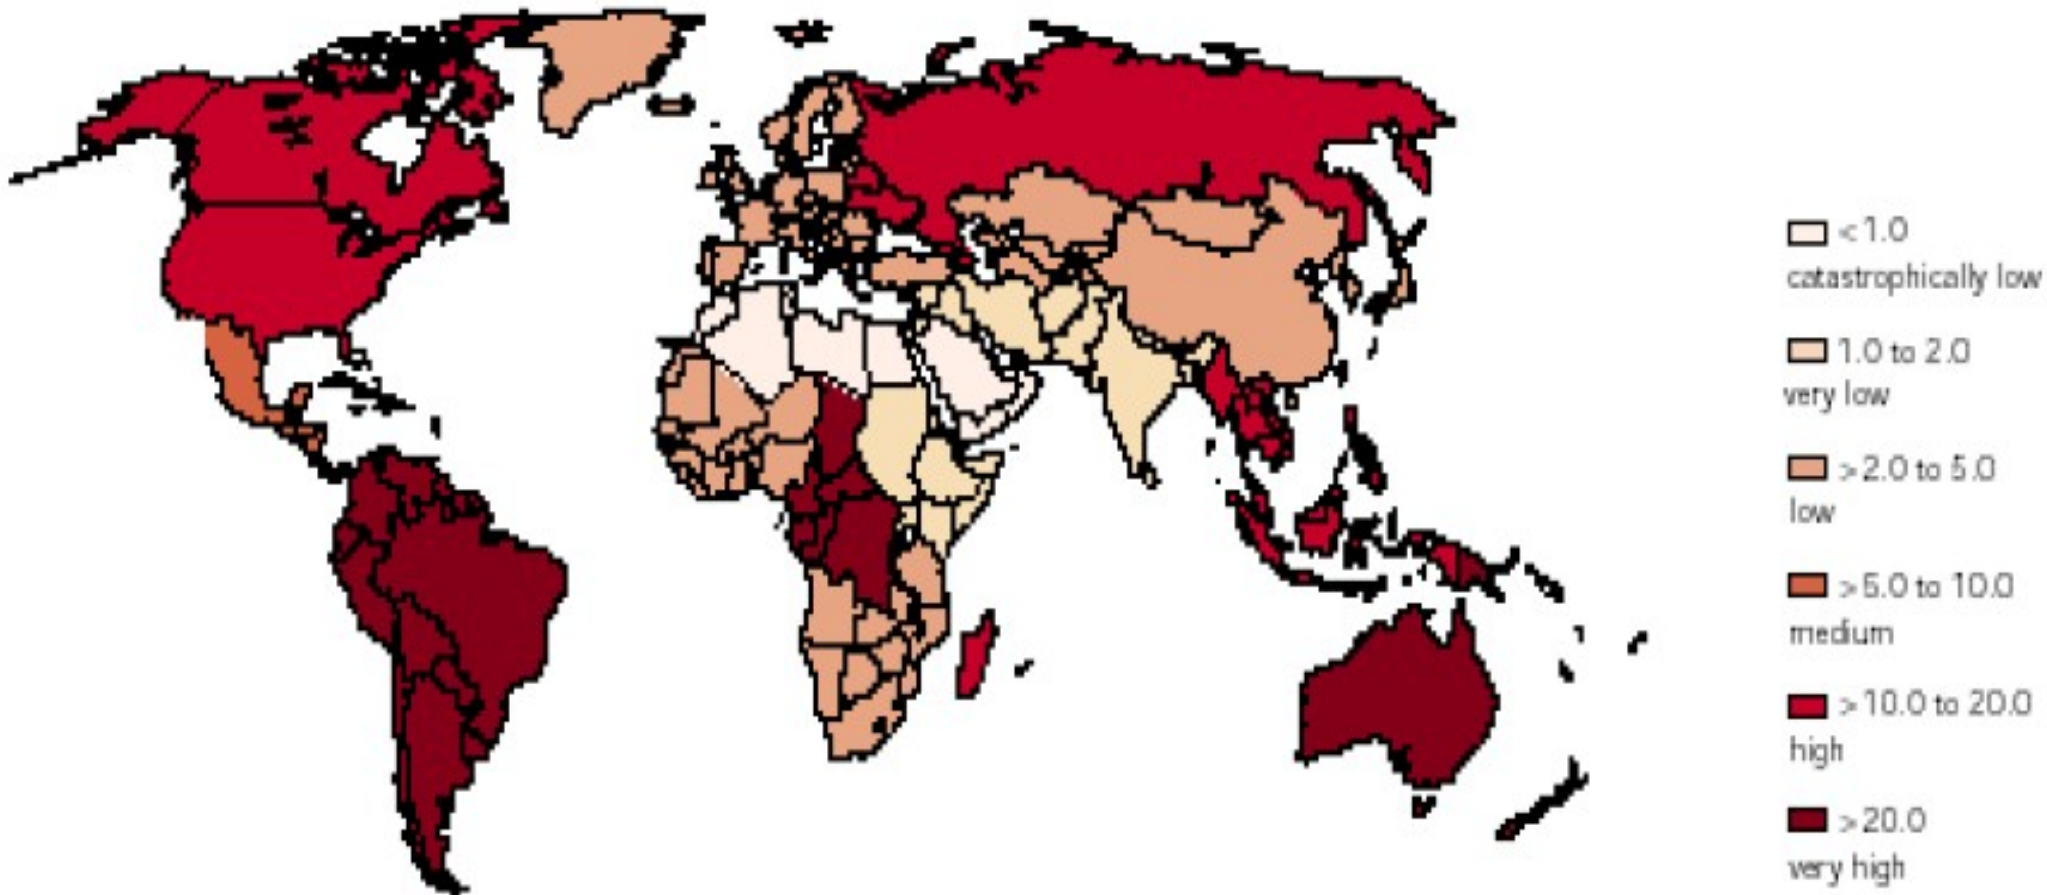 <1.0
catastrophically low
1.0 to 2.0
very low
>2.0 to 5.0
low
>5.0 to 10.0
medium
>10.0 to 20.0
high
>20.0
very high